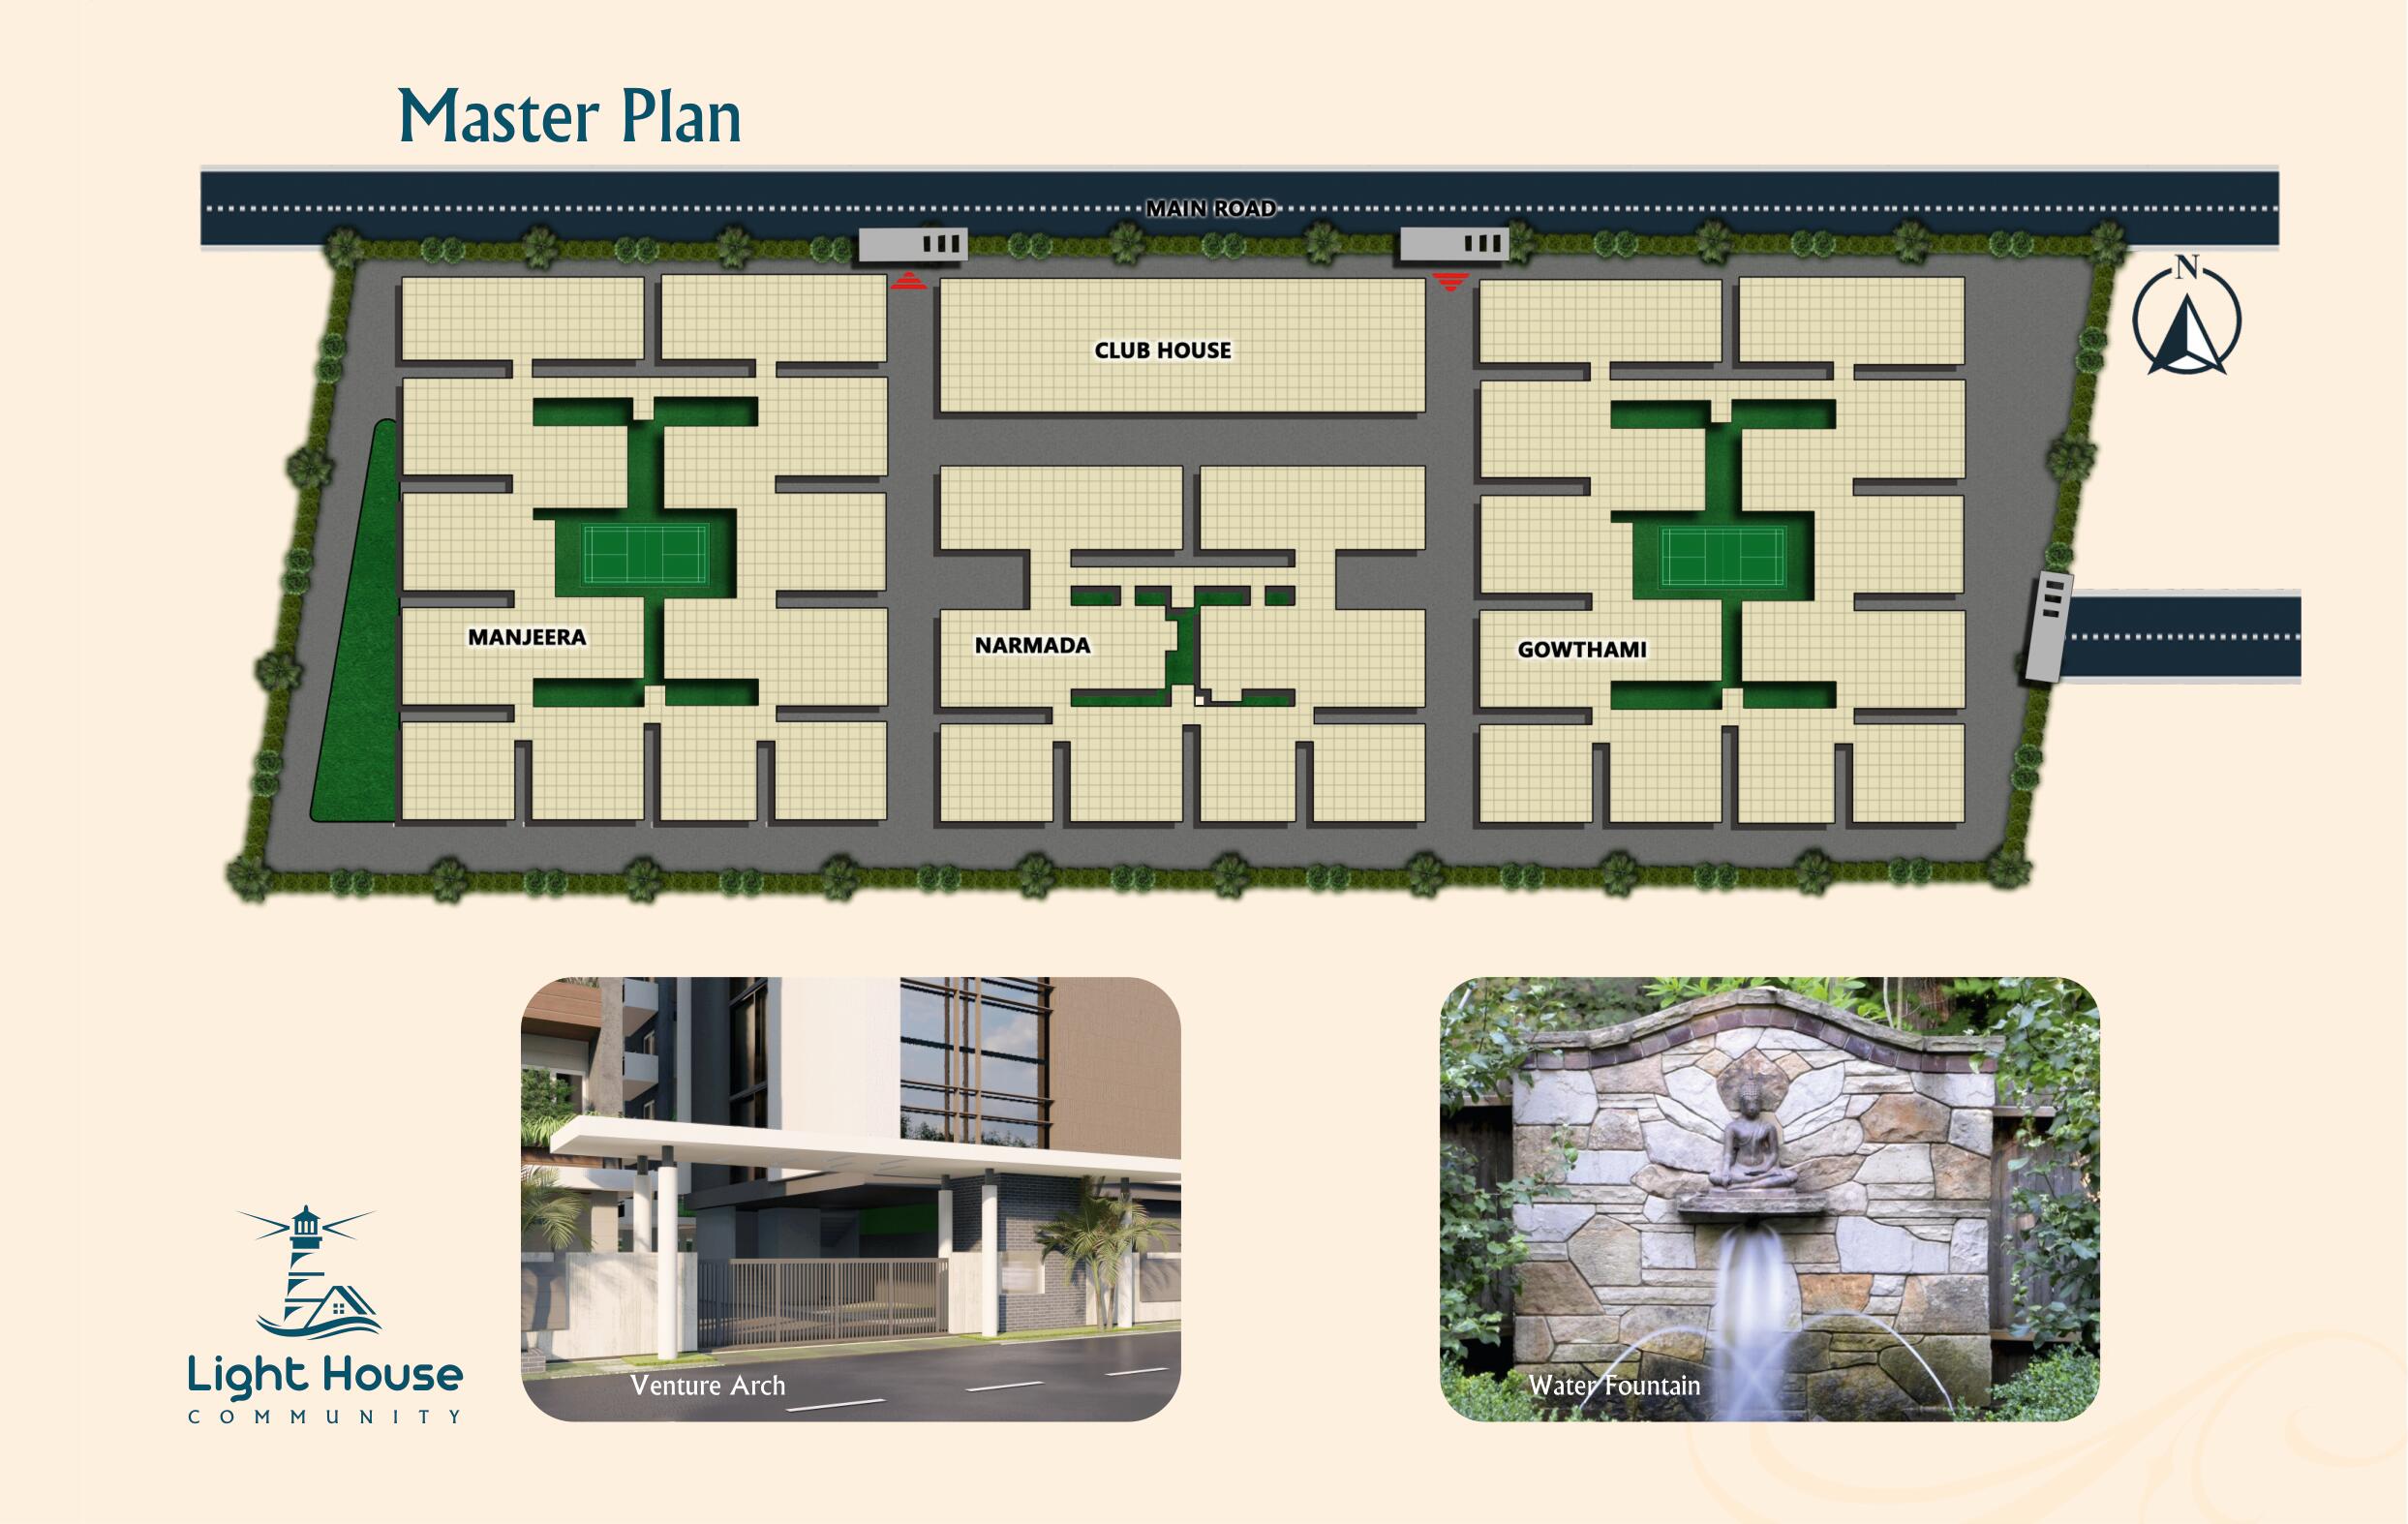 Master Plan
MAIN ROAD
N
CLUB HOUSE
MANJEERA
NARMADA
GOWTHAMI
Venture Arch
Water Fountain
Light House
COMMUNITY